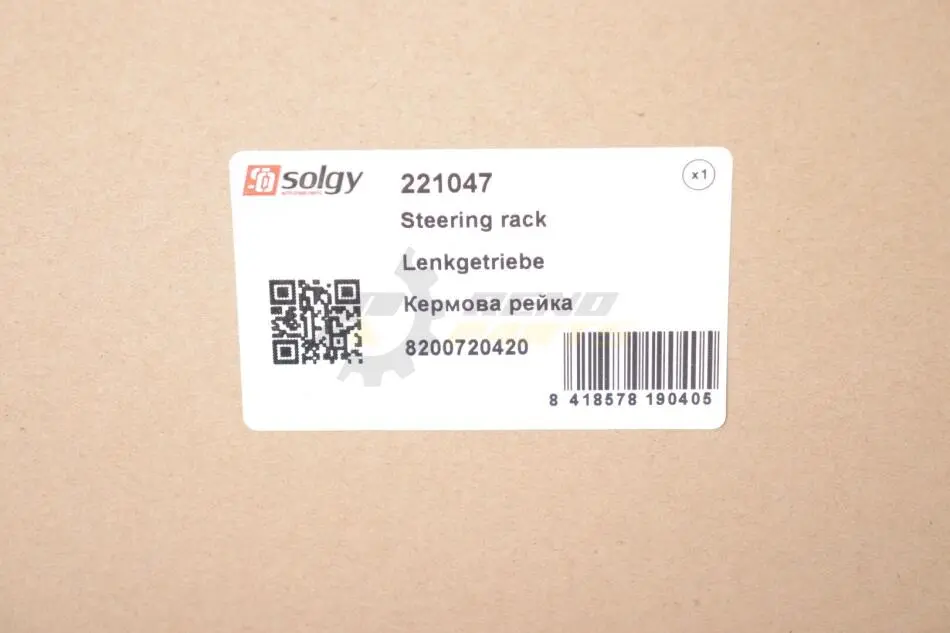 solgy
221047
x1
Steering rack
Lenkgetriebe
Кермова рейка
8200720420
8 418578 190405